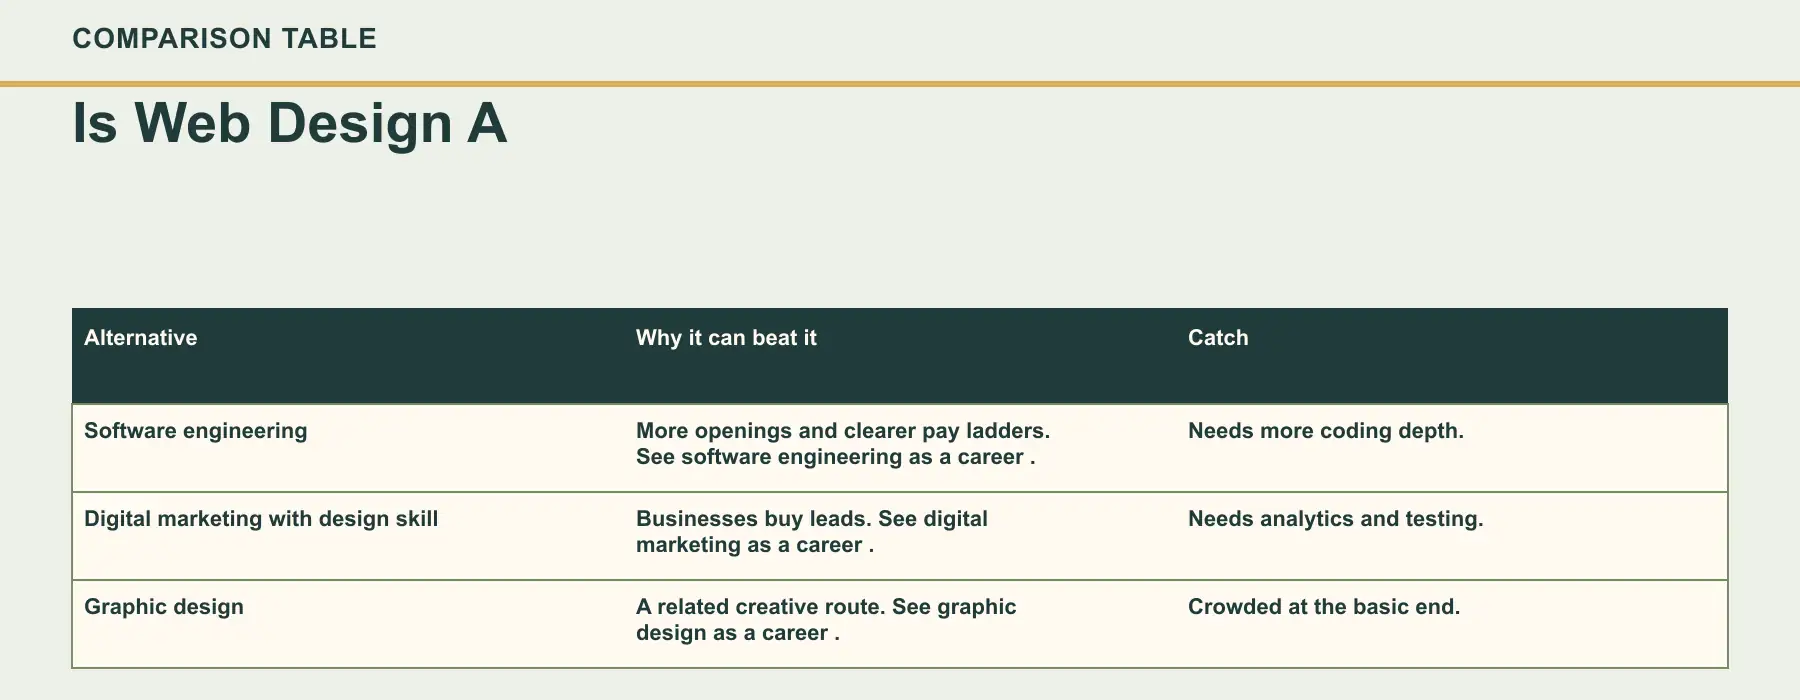 COMPARISON TABLE
Is Web Design A
Alternative
Why it can beat it
Catch
Software engineering
More openings and clearer pay ladders.
See software engineering as a career .
Needs more coding depth.
Digital marketing with design skill
Businesses buy leads. See digital
marketing as a career .
Needs analytics and testing.
Graphic design
A related creative route. See graphic
design as a career .
Crowded at the basic end.